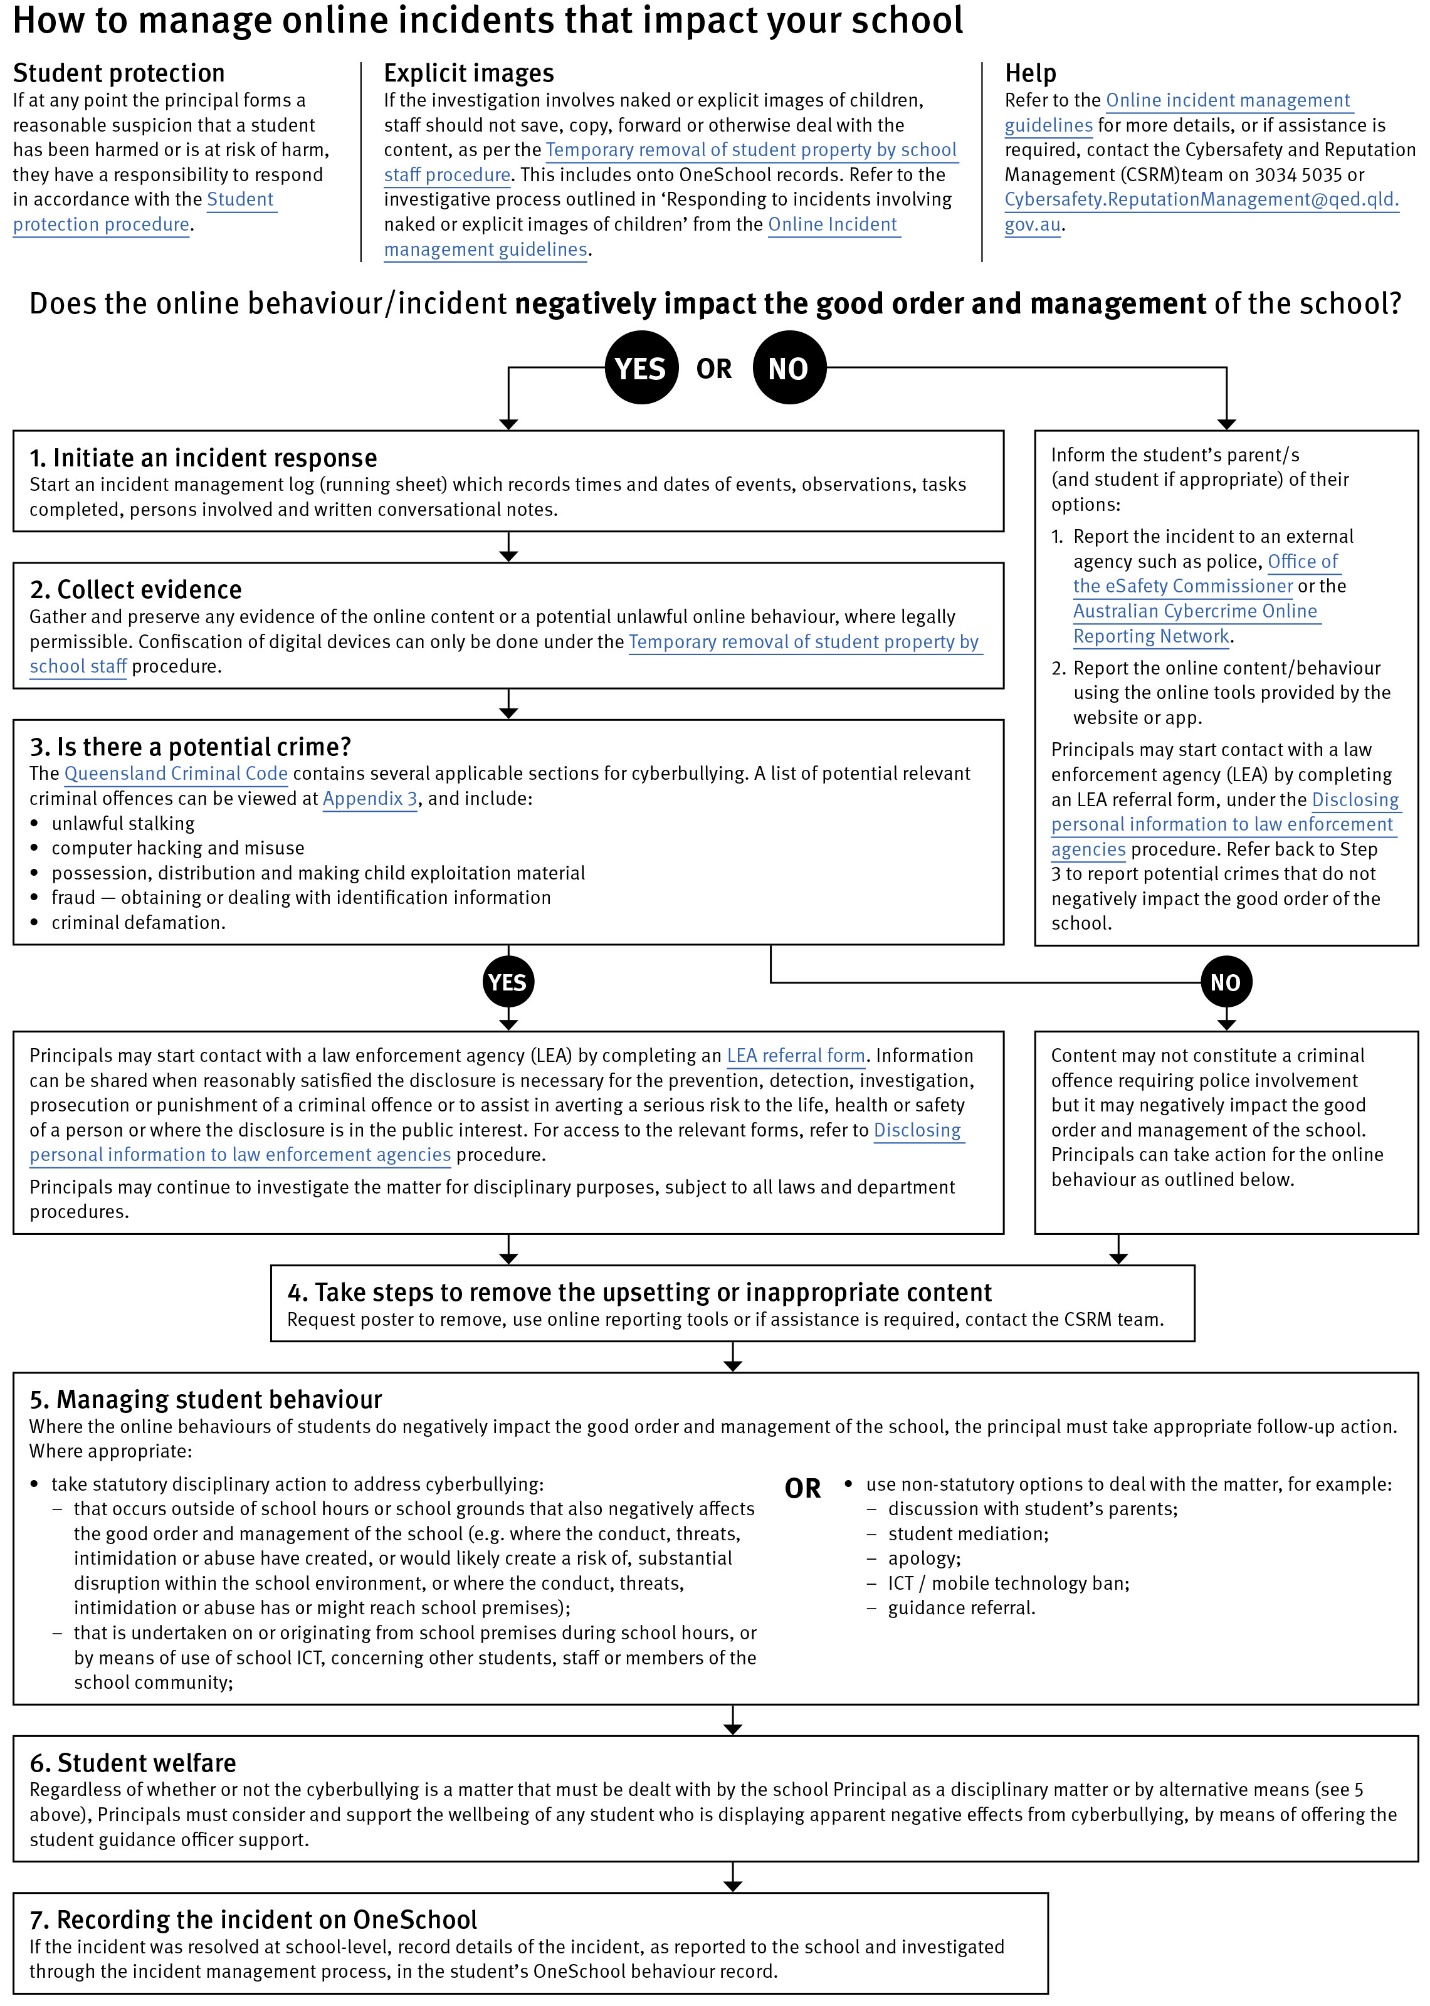 How to manage online incidents that impact your school
Student protection
If at any point the principal forms a
reasonable suspicion that a student
has been harmed or is at risk of harm,
they have a responsibility to respond
in accordance with the Student
protection procedure.
Explicit images
If the investigation involves naked or explicit images of children,
staff should not save, copy, forward or otherwise deal with the
content, as per the Temporary removal of student property by school
staff procedure. This includes onto OneSchool records. Refer to the
investigative process outlined in ‘Responding to incidents involving
naked or explicit images of children’ from the Online Incident
management guidelines.
Help
Refer to the Online incident management
guidelines for more details, or if assistance is
required, contact the Cybersafety and Reputation
Management (CSRM)team on 3034 5035 or
Cybersafety.ReputationManagement@qed.qld.
gov.au.
Does the online behaviour/incident negatively impact the good order and management of the school?
YES OR NO
1. Initiate an incident response
Start an incident management log (running sheet) which records times and dates of events, observations, tasks
completed, persons involved and written conversational notes.
2. Collect evidence
Gather and preserve any evidence of the online content or a potential unlawful online behaviour, where legally
permissible. Confiscation of digital devices can only be done under the Temporary removal of student property by
school staff procedure.
3. Is there a potential crime?
The Queensland Criminal Code contains several applicable sections for cyberbullying. A list of potential relevant
criminal offences can be viewed at Appendix 3, and include:
• unlawful stalking
• computer hacking and misuse
• possession, distribution and making child exploitation material
• fraud — obtaining or dealing with identification information
• criminal defamation.
Inform the student’s parent/s
(and student if appropriate) of their
options:
1. Report the incident to an external
agency such as police, Office of
the eSafety Commissioner or the
Australian Cybercrime Online
Reporting Network.
2. Report the online content/behaviour
using the online tools provided by the
website or app.
Principals may start contact with a law
enforcement agency (LEA) by completing
an LEA referral form, under the Disclosing
personal information to law enforcement
agencies procedure. Refer back to Step
3 to report potential crimes that do not
negatively impact the good order of the
school.
YES
NO
Principals may start contact with a law enforcement agency (LEA) by completing an LEA referral form. Information
can be shared when reasonably satisfied the disclosure is necessary for the prevention, detection, investigation,
prosecution or punishment of a criminal offence or to assist in averting a serious risk to the life, health or safety
of a person or where the disclosure is in the public interest. For access to the relevant forms, refer to Disclosing
personal information to law enforcement agencies procedure.
Principals may continue to investigate the matter for disciplinary purposes, subject to all laws and department
procedures.
Content may not constitute a criminal
offence requiring police involvement
but it may negatively impact the good
order and management of the school.
Principals can take action for the online
behaviour as outlined below.
4. Take steps to remove the upsetting or inappropriate content
Request poster to remove, use online reporting tools or if assistance is required, contact the CSRM team.
5. Managing student behaviour
Where the online behaviours of students do negatively impact the good order and management of the school, the principal must take appropriate follow-up action.
Where appropriate:
• take statutory disciplinary action to address cyberbullying:
– that occurs outside of school hours or school grounds that also negatively affects
the good order and management of the school (e.g. where the conduct, threats,
intimidation or abuse have created, or would likely create a risk of, substantial
disruption within the school environment, or where the conduct, threats,
intimidation or abuse has or might reach school premises);
– that is undertaken on or originating from school premises during school hours, or
by means of use of school ICT, concerning other students, staff or members of the
school community;
OR
• use non-statutory options to deal with the matter, for example:
– discussion with student’s parents;
– student mediation;
– apology;
– ICT / mobile technology ban;
– guidance referral.
6. Student welfare
Regardless of whether or not the cyberbullying is a matter that must be dealt with by the school Principal as a disciplinary matter or by alternative means (see 5
above), Principals must consider and support the wellbeing of any student who is displaying apparent negative effects from cyberbullying, by means of offering the
student guidance officer support.
7. Recording the incident on OneSchool
If the incident was resolved at school-level, record details of the incident, as reported to the school and investigated
through the incident management process, in the student’s OneSchool behaviour record.